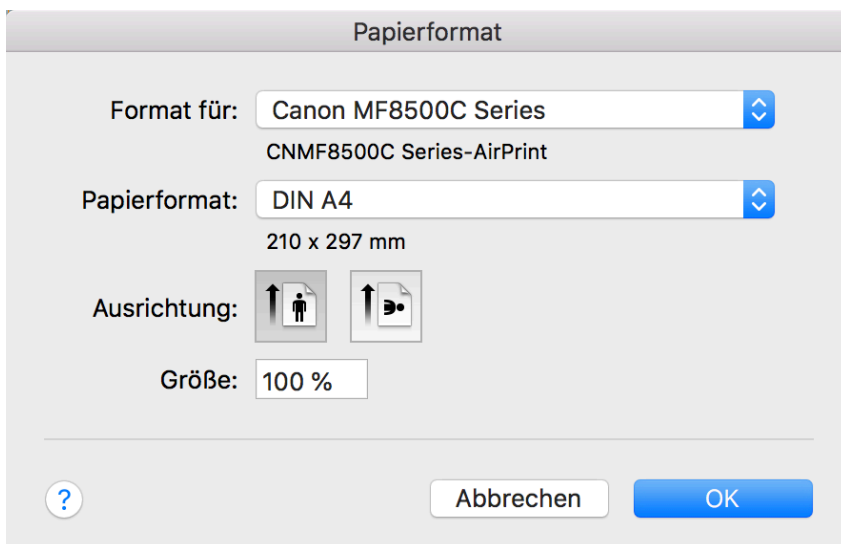 Papierformat
Format für: Canon MF8500C Series
CNMF8500C Series-AirPrint
Papierformat: DIN A4
210 x 297 mm
Ausrichtung:
Größe: 100 %
? Abbrechen OK